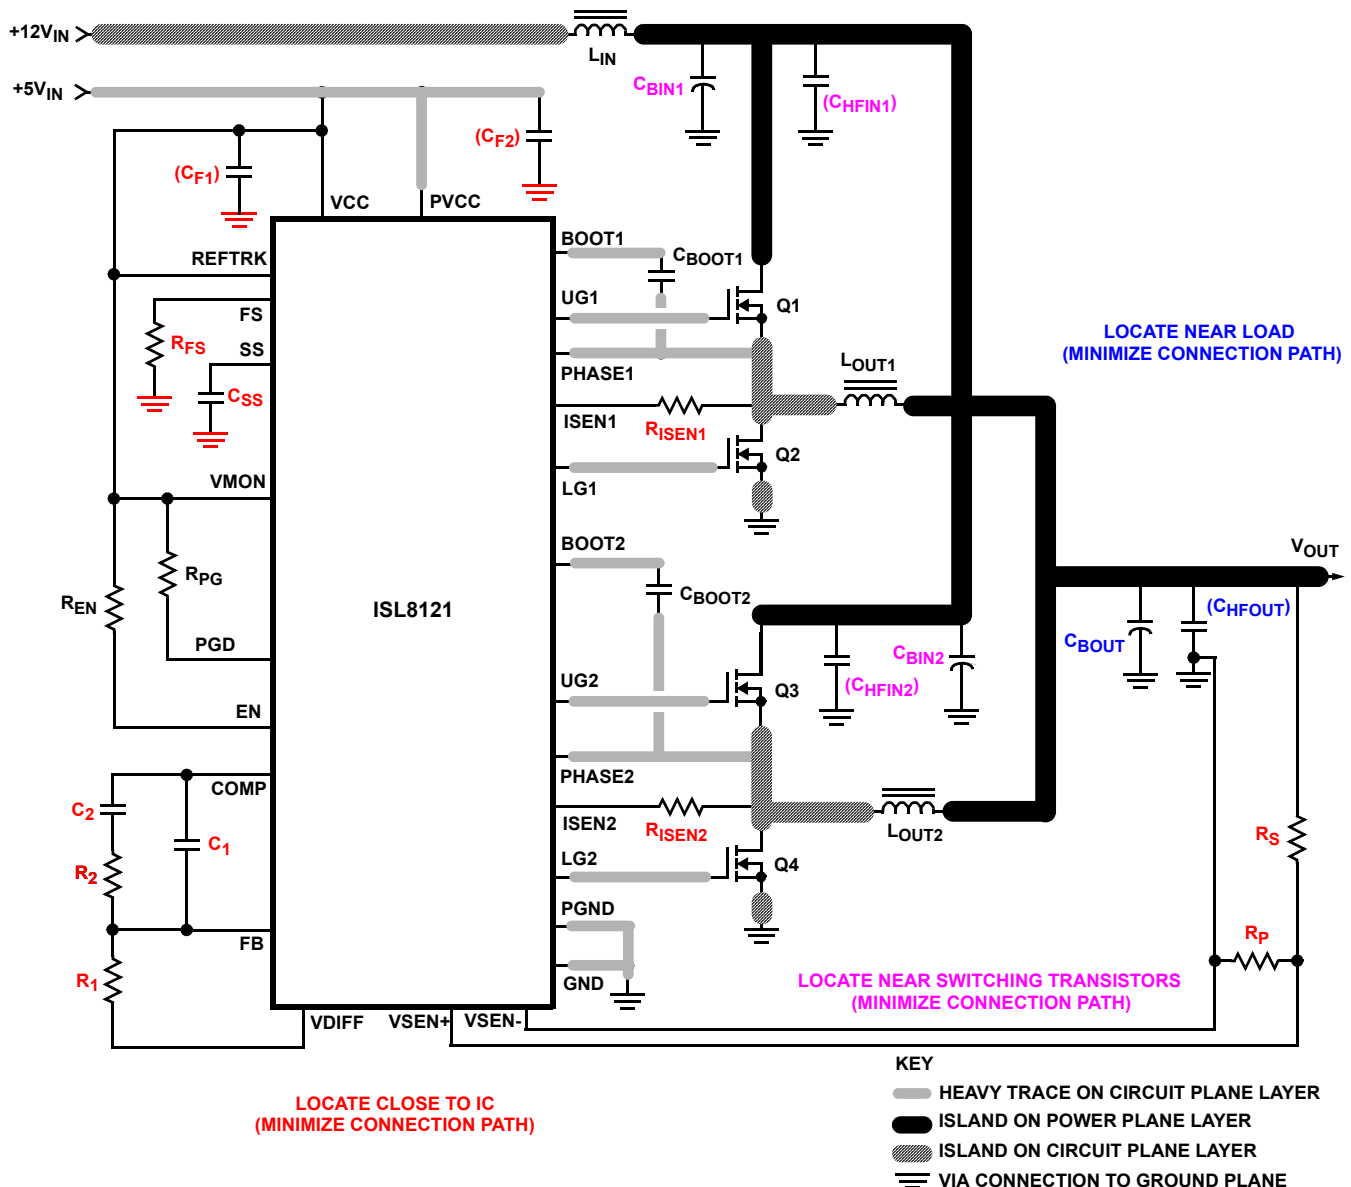 +12VIN
LIN
CBIN1
(CHFIN1)
+5VIN
(CF1)
(CF2)
VCC
PVCC
REFTRK
FS
RFS
SS
CSS
VMON
RPG
REN
PGD
EN
COMP
C2
C1
R2
FB
R1
ISL8121
VDIFF
VSEN+
VSEN-
BOOT1
CBOOT1
UG1
Q1
PHASE1
LOUT1
ISEN1
RISEN1
Q2
LG1
BOOT2
CBOOT2
UG2
Q3
(CHFIN2)
CBIN2
PHASE2
ISEN2
RISEN2
LOUT2
LG2
Q4
PGND
GND
LOCATE NEAR LOAD
(MINIMIZE CONNECTION PATH)
VOUT
CBOUT
(CHFOUT)
RS
RP
LOCATE NEAR SWITCHING TRANSISTORS
(MINIMIZE CONNECTION PATH)
LOCATE CLOSE TO IC
(MINIMIZE CONNECTION PATH)
KEY
HEAVY TRACE ON CIRCUIT PLANE LAYER
ISLAND ON POWER PLANE LAYER
ISLAND ON CIRCUIT PLANE LAYER
VIA CONNECTION TO GROUND PLANE